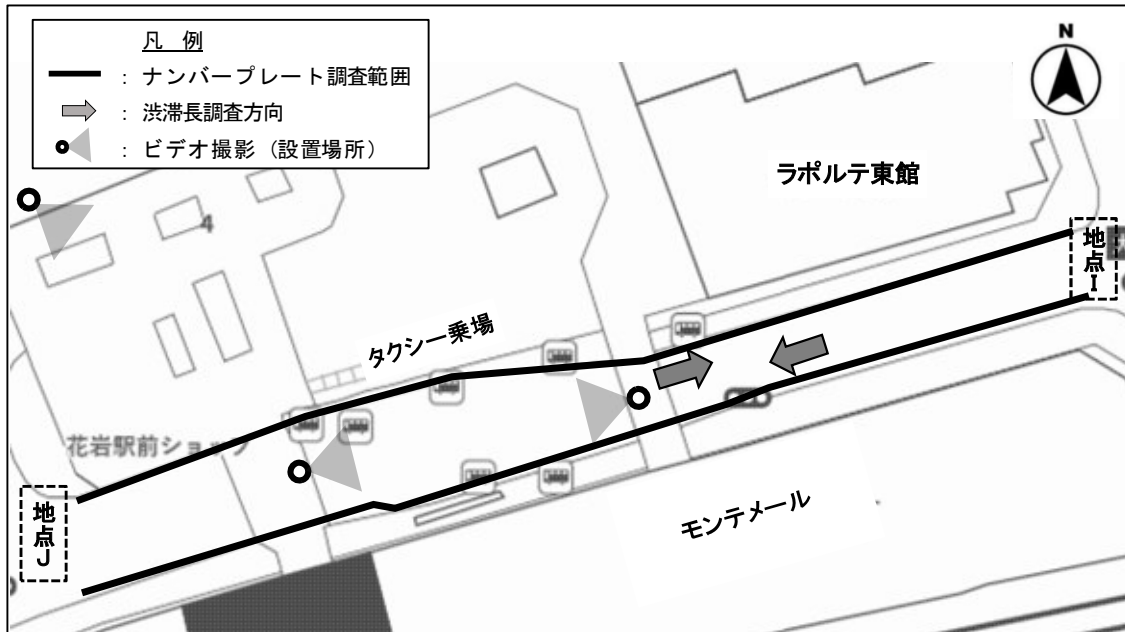 凡 例
: ナンバープレート調査範囲
: 渋滞長調査方向
: ビデオ撮影 (設置場所)
N
ラポルテ東館
地点I
4
タクシー乗場
花岩駅前ショップ
地点J
モンテメール